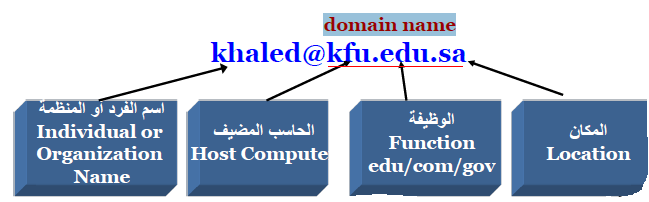 domain name
khaled@kfu.edu.sa
اسم الفرد أو المنظمة
Individual or
Organization
Name
الحاسب المضيف
Host Compute
الوظيفة
Function
edu/com/gov
المكان
Location